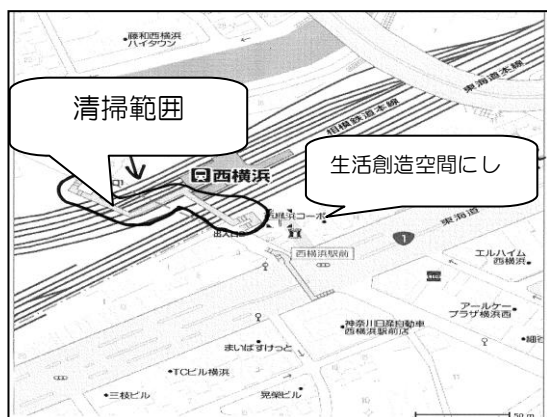 藤和西横浜
ハイタウン
東海道本線
清掃範囲
相模鉄道本線
西横浜
生活創造空間にし
出入口
東海道
1
西横浜駅前
エルハイム
西横浜
アールケー
プラザ横浜西
神奈川日産自動車
西横浜駅前店
まいばすけっと
TCビル横浜
三枝ビル
晃栄ビル
50 m